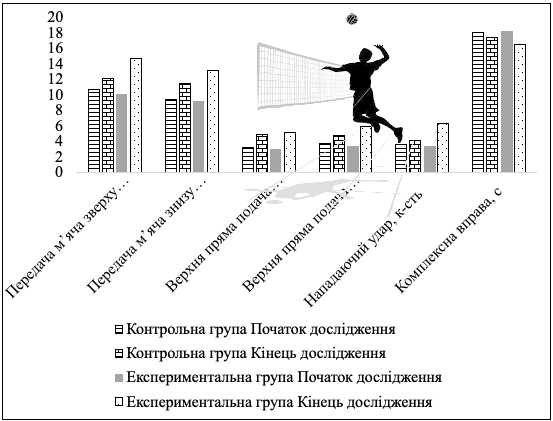 20
18
16
14
12
10
8
6
4
2
0
Передача м’яча зверху…
Передача м’яча знизу…
Верхня пряма подача…
Верхня пряма подача…
Нападаючий удар, к-сть
Комплексна вправа, с
Контрольна група Початок дослідження
Контрольна група Кінець дослідження
Експериментальна група Початок дослідження
Експериментальна група Кінець дослідження